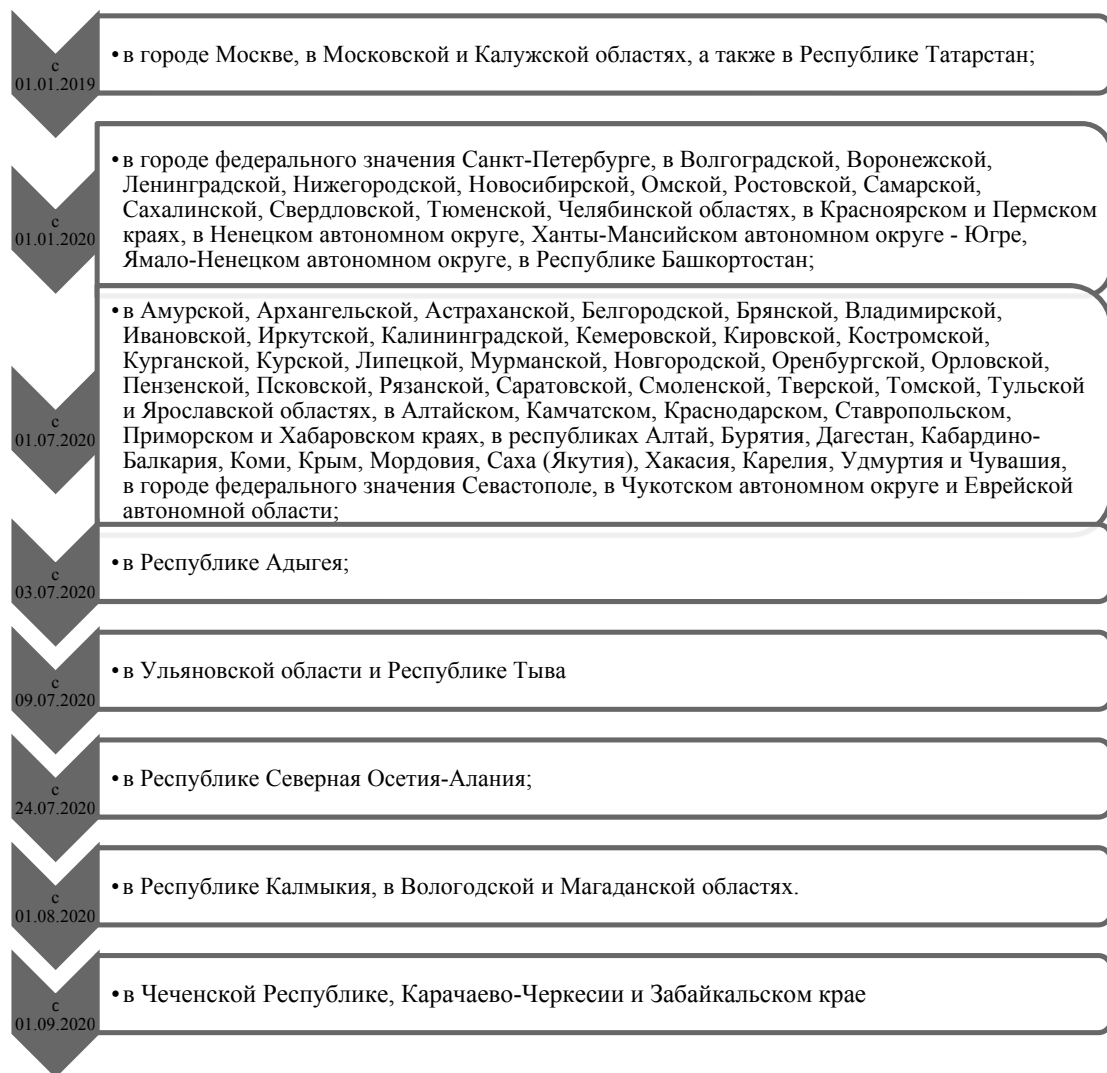 с
01.01.2019
• в городе Москве, в Московской и Калужской областях, а также в Республике Татарстан;
с
01.01.2020
• в городе федерального значения Санкт-Петербурге, в Волгоградской, Воронежской,
Ленинградской, Нижегородской, Новосибирской, Омской, Ростовской, Самарской,
Сахалинской, Свердловской, Тюменской, Челябинской областях, в Красноярском и Пермском
краях, в Ненецком автономном округе, Ханты-Мансийском автономном округе - Югре,
Ямало-Ненецком автономном округе, в Республике Башкортостан;
с
01.07.2020
• в Амурской, Архангельской, Астраханской, Белгородской, Брянской, Владимирской,
Ивановской, Иркутской, Калининградской, Кемеровской, Кировской, Костромской,
Курганской, Курской, Липецкой, Мурманской, Новгородской, Оренбургской, Орловской,
Пензенской, Псковской, Рязанской, Саратовской, Смоленской, Тверской, Томской, Тульской
и Ярославской областях, в Алтайском, Камчатском, Краснодарском, Ставропольском,
Приморском и Хабаровском краях, в республиках Алтай, Бурятия, Дагестан, Кабардино-
Балкария, Коми, Крым, Мордовия, Саха (Якутия), Хакасия, Карелия, Удмуртия и Чувашия,
в городе федерального значения Севастополе, в Чукотском автономном округе и Еврейской
автономной области;
с
03.07.2020
• в Республике Адыгея;
с
09.07.2020
• в Ульяновской области и Республике Тыва
с
24.07.2020
• в Республике Северная Осетия-Алания;
с
01.08.2020
• в Республике Калмыкия, в Вологодской и Магаданской областях.
с
01.09.2020
• в Чеченской Республике, Карачаево-Черкесии и Забайкальском крае